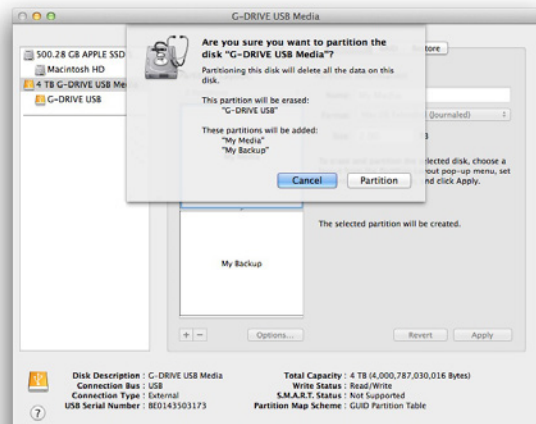 G-DRIVE USB Media
500.28 GB APPLE SSD
Macintosh HD
4 TB G-DRIVE USB Media
G-DRIVE USB
Are you sure you want to partition the
disk “G-DRIVE USB Media”?
Partitioning this disk will delete all the data on this
disk.
This partition will be erased:
“G-DRIVE USB”
These partitions will be added:
“My Media”
“My Backup”
Cancel
Partition
(Journaled)
selected disk, choose a
pop-up menu, set
and click Apply.
The selected partition will be created.
My Backup
+ −
Options...
Revert
Apply
Disk Description : G-DRIVE USB Media
Connection Bus : USB
Connection Type : External
USB Serial Number : BE0143503173
Total Capacity : 4 TB (4,000,787,030,016 Bytes)
Write Status : Read/Write
S.M.A.R.T. Status : Not Supported
Partition Map Scheme : GUID Partition Table
?